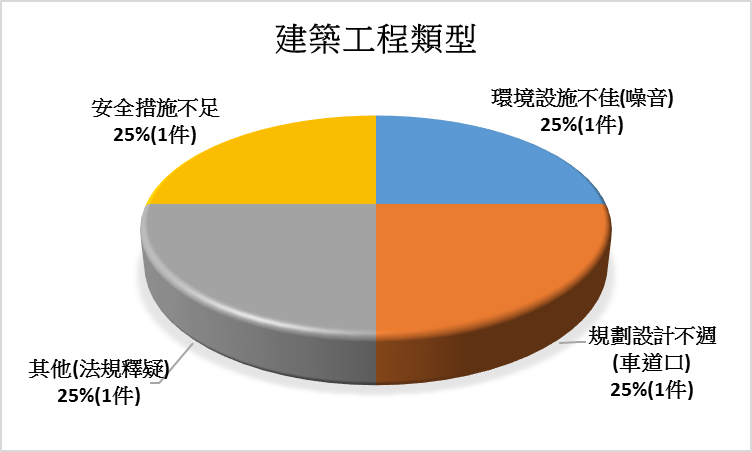 建築工程類型
安全措施不足
25%(1件)
環境設施不佳(噪音)
25%(1件)
其他(法規釋疑)
25%(1件)
規劃設計不週
(車道口)
25%(1件)